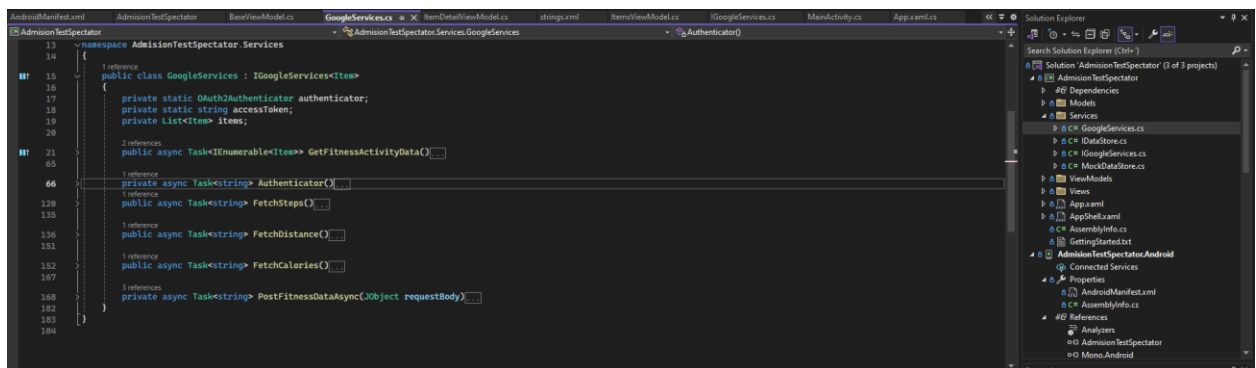 AndroidManifest.xml AdmisionTestSpectator BaseViewModel.cs GoogleServices.cs ItemDetailViewModel.cs strings.xml ItemsViewModel.cs IGoogleServices.cs MainActivity.cs App.xaml.cs
AdmisionTestSpectator AdmisionTestSpectator.Services.GoogleServices Authenticator()
13 namespace AdmisionTestSpectator.Services
14 {
1 reference
15 public class GoogleServices : IGoogleServices<Item>
16 {
17 private static OAuth2Authenticator authenticator;
18 private static string accessToken;
19 private List<Item> items;
20
2 references
21 public async Task<IEnumerable<Item>> GetFitnessActivityData()...
65
1 reference
66 private async Task<string> Authenticator()...
1 reference
120 public async Task<string> FetchSteps()...
135
1 reference
136 public async Task<string> FetchDistance()...
151
1 reference
152 public async Task<string> FetchCalories()...
167
3 references
168 private async Task<string> PostFitnessDataAsync(JObject requestBody)...
182 }
183 }
184
Solution Explorer
Search Solution Explorer (Ctrl+¨)
Solution 'AdmisionTestSpectator' (3 of 3 projects)
C# AdmisionTestSpectator
Dependencies
Models
Services
C# GoogleServices.cs
C# IDataStore.cs
C# IGoogleServices.cs
C# MockDataStore.cs
ViewModels
Views
App.xaml
AppShell.xaml
C# AssemblyInfo.cs
GettingStarted.txt
AdmisionTestSpectator.Android
Connected Services
Properties
AndroidManifest.xml
C# AssemblyInfo.cs
References
Analyzers
AdmisionTestSpectator
Mono.Android